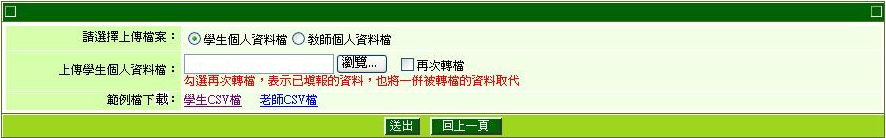 請選擇上傳檔案： 學生個人資料檔 教師個人資料檔
上傳學生個人資料檔： 瀏覽... 再次轉檔
勾選再次轉檔，表示已填報的資料，也將一併被轉檔的資料取代
範例檔下載： 學生CSV檔 老師CSV檔
送出 回上一頁